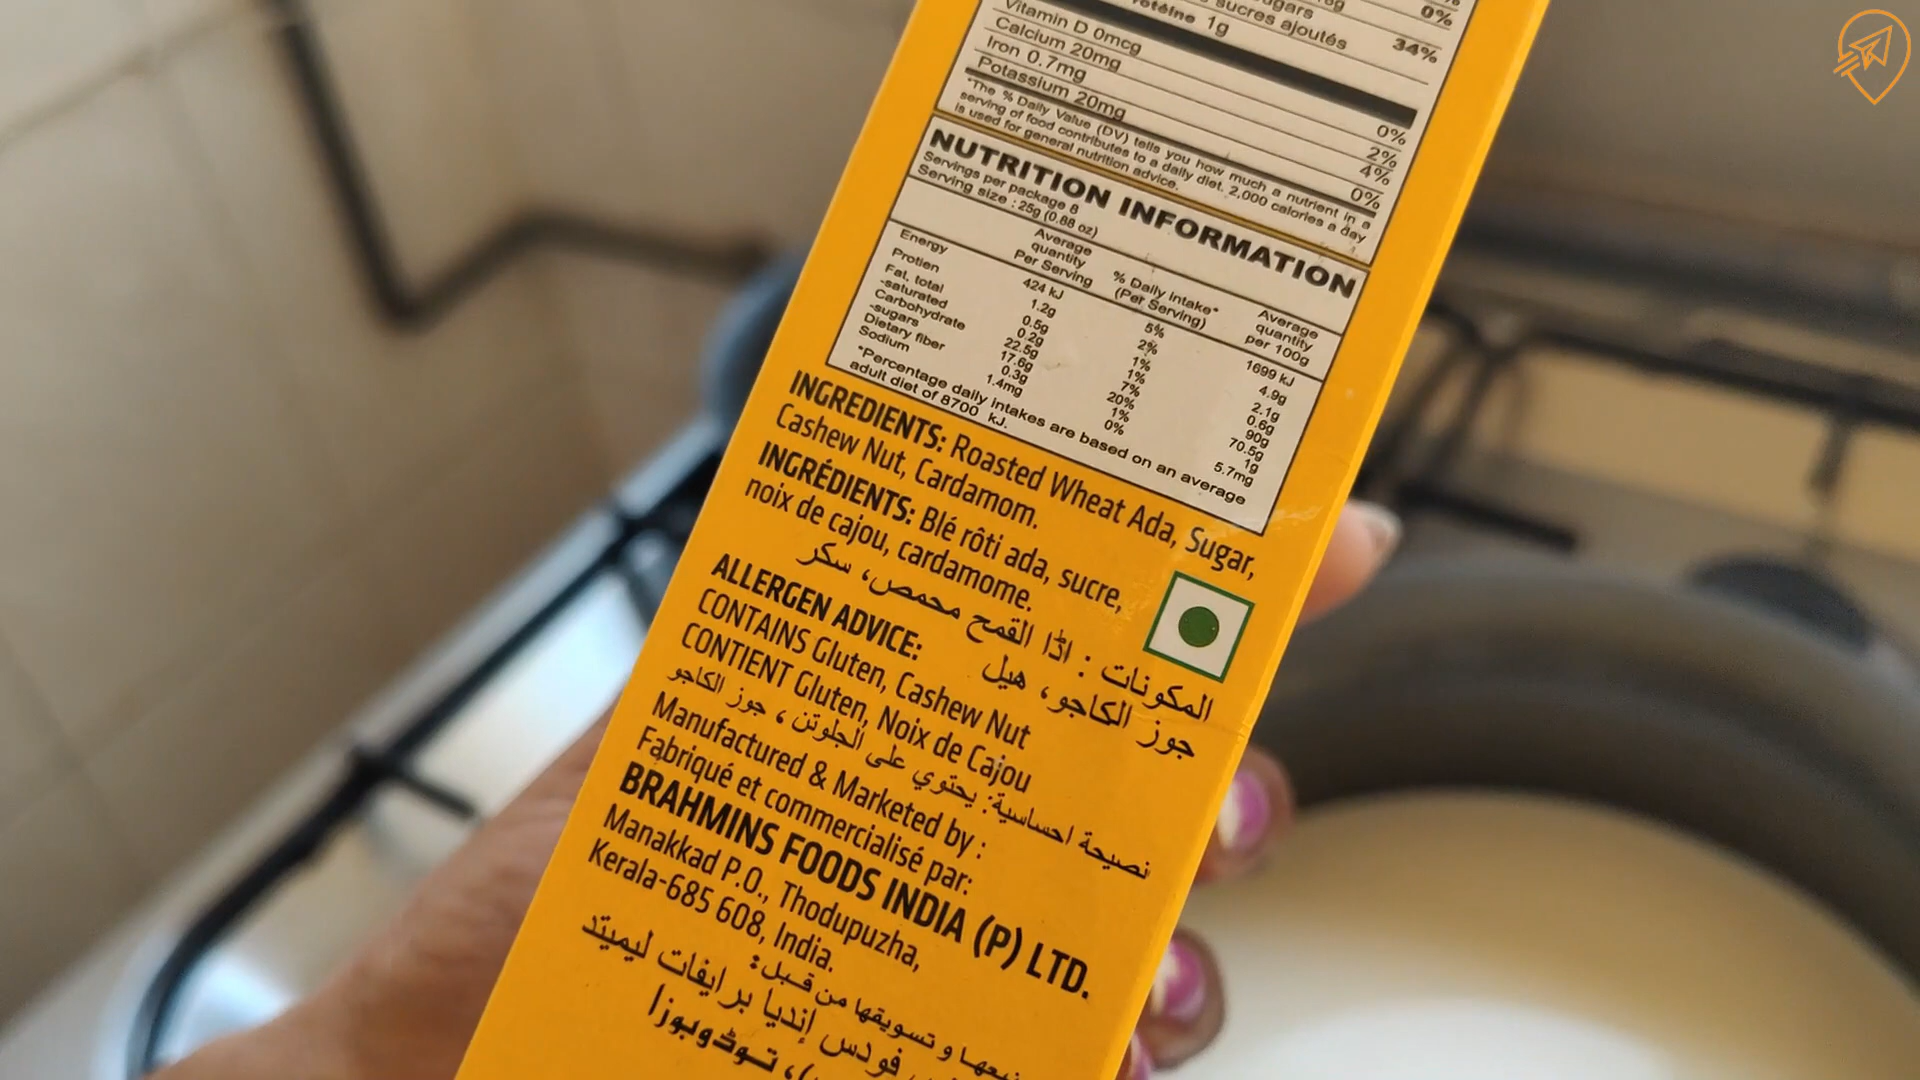 sugars
0%
sucres ajoutés
34%
1g
Vitamin D 0mcg
0%
Calcium 20mg
2%
Iron 0.7mg
4%
Potassium 20mg
0%
*The % Daily Value (DV) tells you how much a nutrient in a
serving of food contributes to a daily diet. 2,000 calories a day
is used for general nutrition advice.
NUTRITION INFORMATION
Servings per package 8
Serving size : 25g (0.88 oz)
Average quantity Per Serving
% Daily Intake* (Per Serving)
Average quantity per 100g
Energy 424 kJ 5% 1699 kJ
Protien 1.2g 2% 4.9g
Fat, total 0.5g 1% 2.1g
-saturated 0.2g 1% 0.6g
Carbohydrate 22.5g 7% 90g
-sugars 17.6g 20% 70.5g
Dietary fiber 0.3g 1% 1g
Sodium 1.4mg 0% 5.7mg
*Percentage daily intakes are based on an average
adult diet of 8700 kJ.
INGREDIENTS: Roasted Wheat Ada, Sugar,
Cashew Nut, Cardamom.
INGRÉDIENTS: Blé rôti ada, sucre,
noix de cajou, cardamome.
المكونات : اڈا القمح محمص، سكر
جوز الكاجو، هيل
ALLERGEN ADVICE:
CONTAINS Gluten, Cashew Nut
CONTIENT Gluten, Noix de Cajou
نصيحة احساسية: يحتوي على الجلوتن ، جوز الكاجو
Manufactured & Marketed by :
Fabriqué et commercialisé par:
BRAHMINS FOODS INDIA (P) LTD.
Manakkad P.O., Thodupuzha,
Kerala-685 608, India.
و تسويقها من قبل:
فودس إنديا برايفات ليميتد